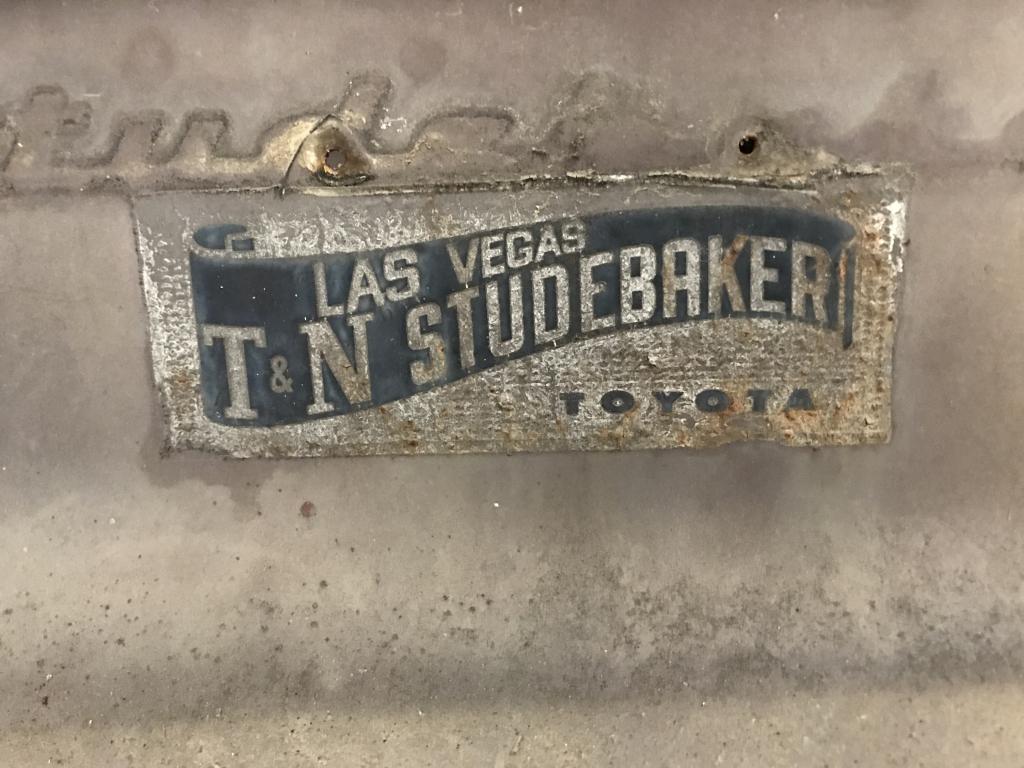 LAS VEGAS
T & N STUDEBAKER
TOYOTA